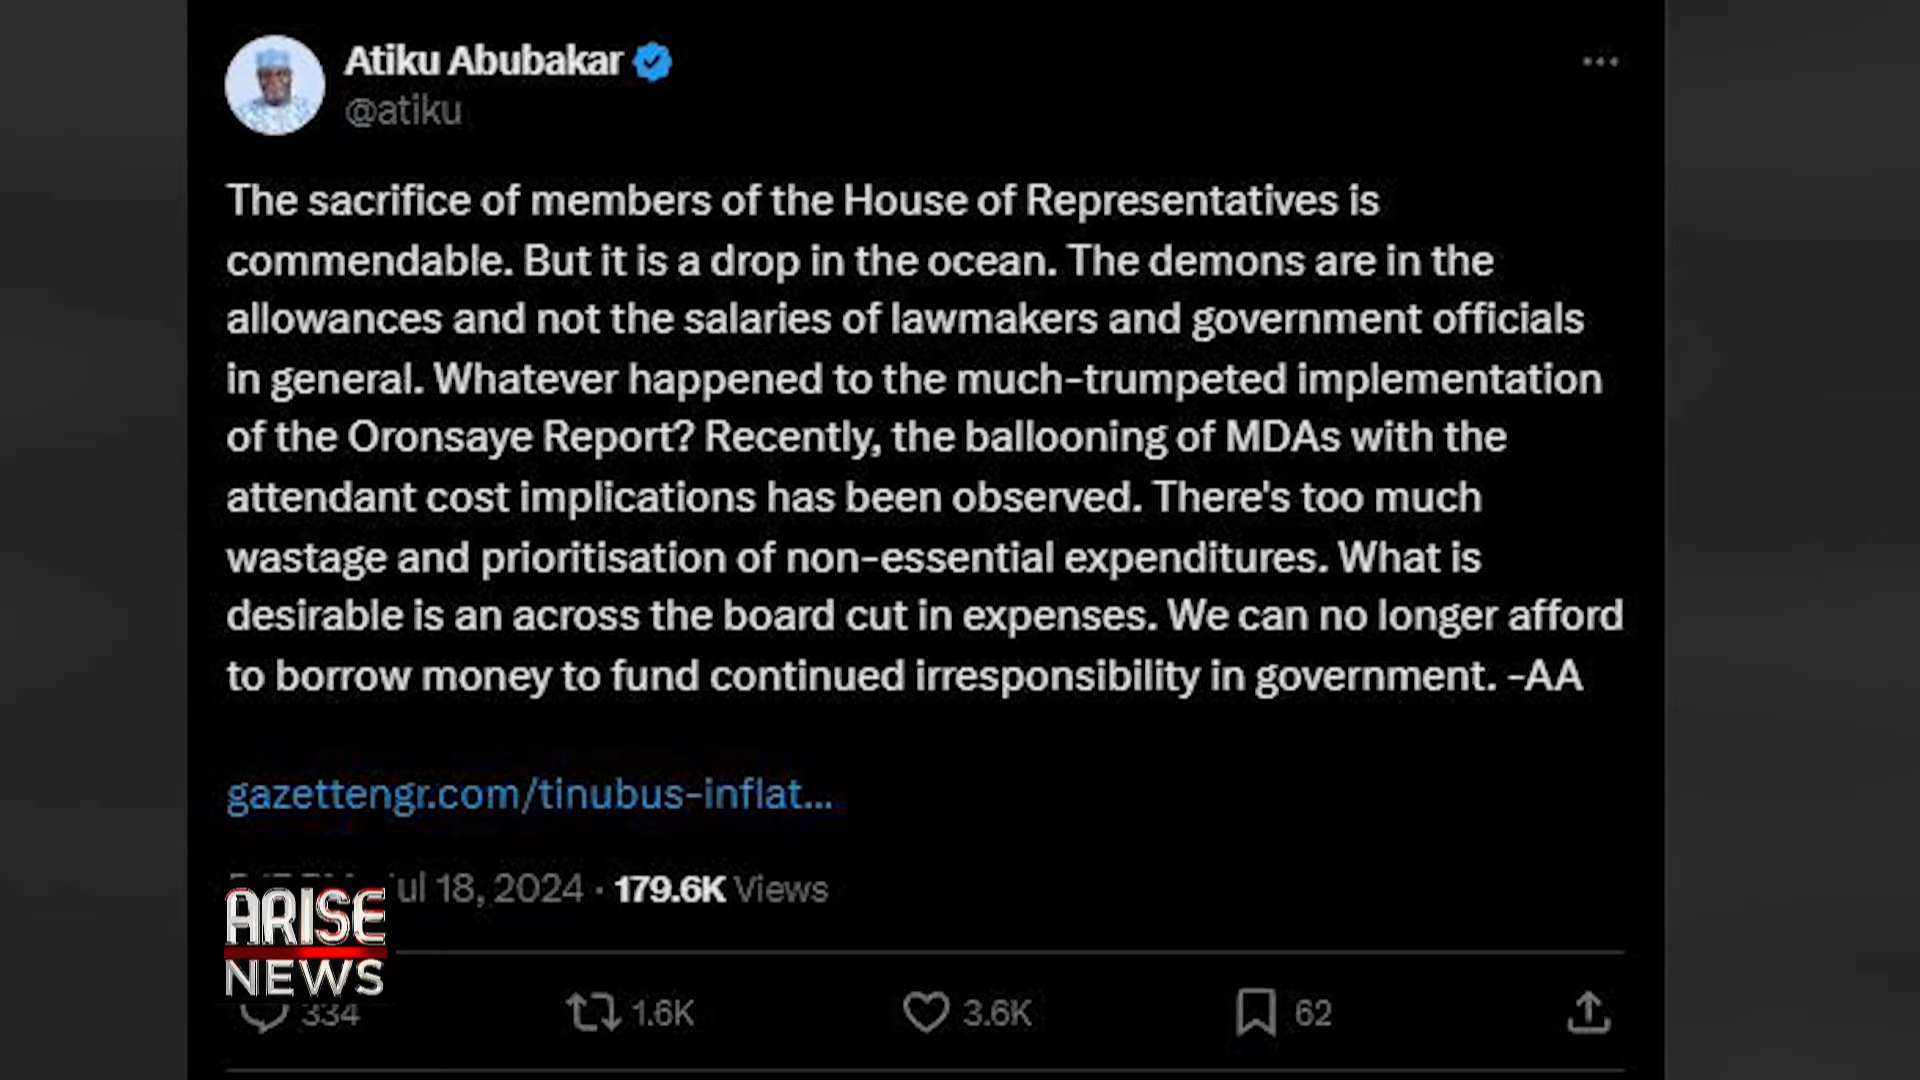 Atiku Abubakar
@atiku
The sacrifice of members of the House of Representatives is
commendable. But it is a drop in the ocean. The demons are in the
allowances and not the salaries of lawmakers and government officials
in general. Whatever happened to the much-trumpeted implementation
of the Oronsaye Report? Recently, the ballooning of MDAs with the
attendant cost implications has been observed. There's too much
wastage and prioritisation of non-essential expenditures. What is
desirable is an across the board cut in expenses. We can no longer afford
to borrow money to fund continued irresponsibility in government. -AA
gazettengr.com/tinubus-inflat...
ul 18, 2024 · 179.6K Views
ARISE
NEWS
334 1.6K 3.6K 62